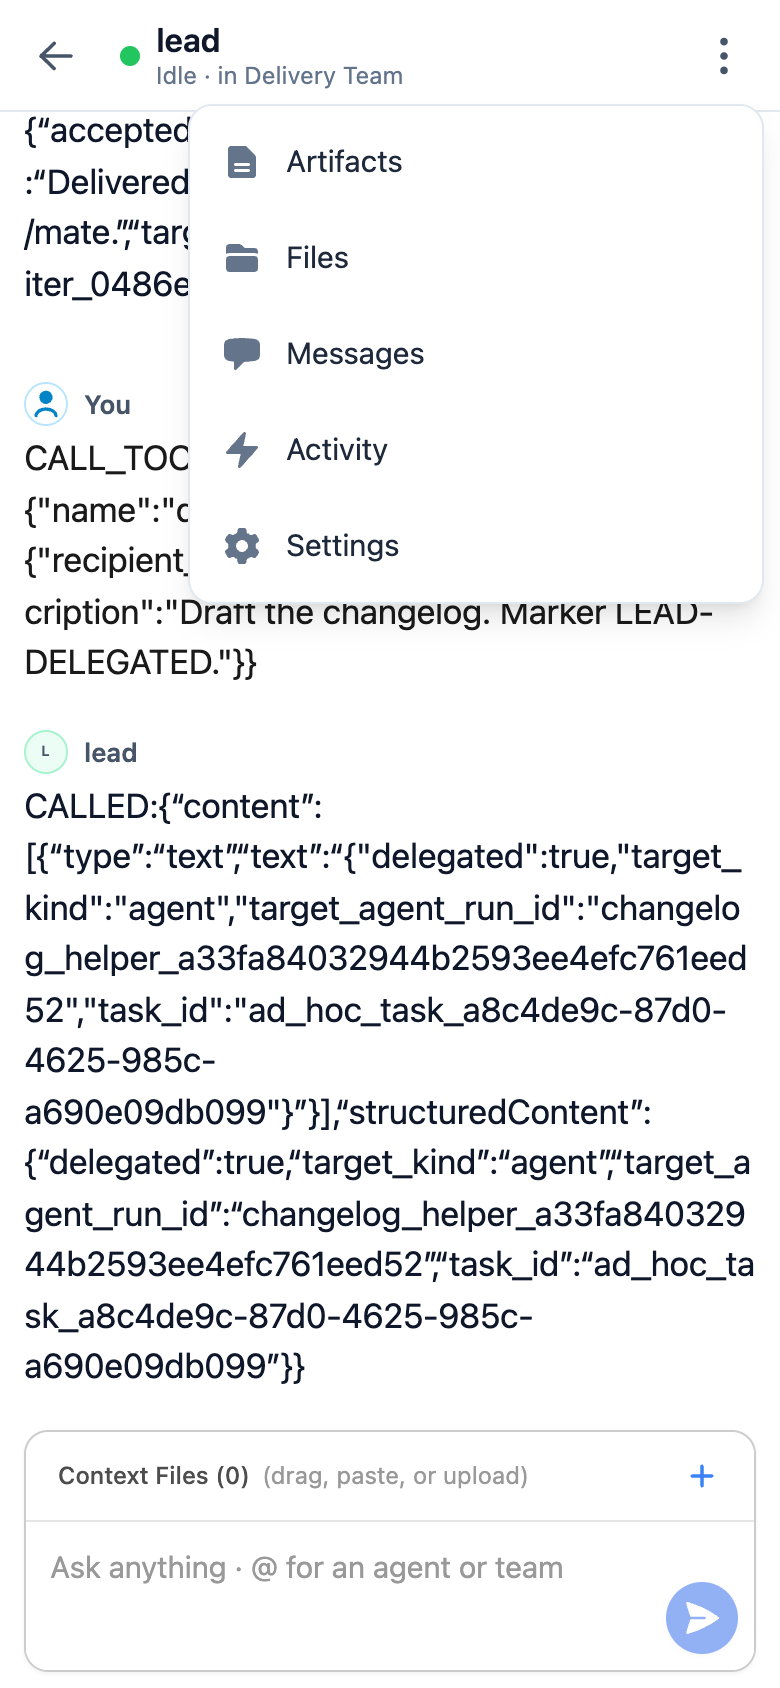 lead
Idle · in Delivery Team
{“accepted
:“Delivered
/mate.”,“targ
iter_0486e
Artifacts
Files
Messages
Activity
Settings
You
CALL_TOO
{"name":"d
{"recipient_
cription":"Draft the changelog. Marker LEAD-
DELEGATED."}}
L
lead
CALLED:{“content”:
[{“type”:“text”,“text”:“{"delegated":true,"target_
kind":"agent","target_agent_run_id":"changelo
g_helper_a33fa84032944b2593ee4efc761eed
52","task_id":"ad_hoc_task_a8c4de9c-87d0-
4625-985c-
a690e09db099"}”}],“structuredContent”:
{“delegated”:true,“target_kind”:“agent”,“target_a
gent_run_id”:“changelog_helper_a33fa840329
44b2593ee4efc761eed52”,“task_id”:“ad_hoc_ta
sk_a8c4de9c-87d0-4625-985c-
a690e09db099”}}
Context Files (0) (drag, paste, or upload)
Ask anything · @ for an agent or team